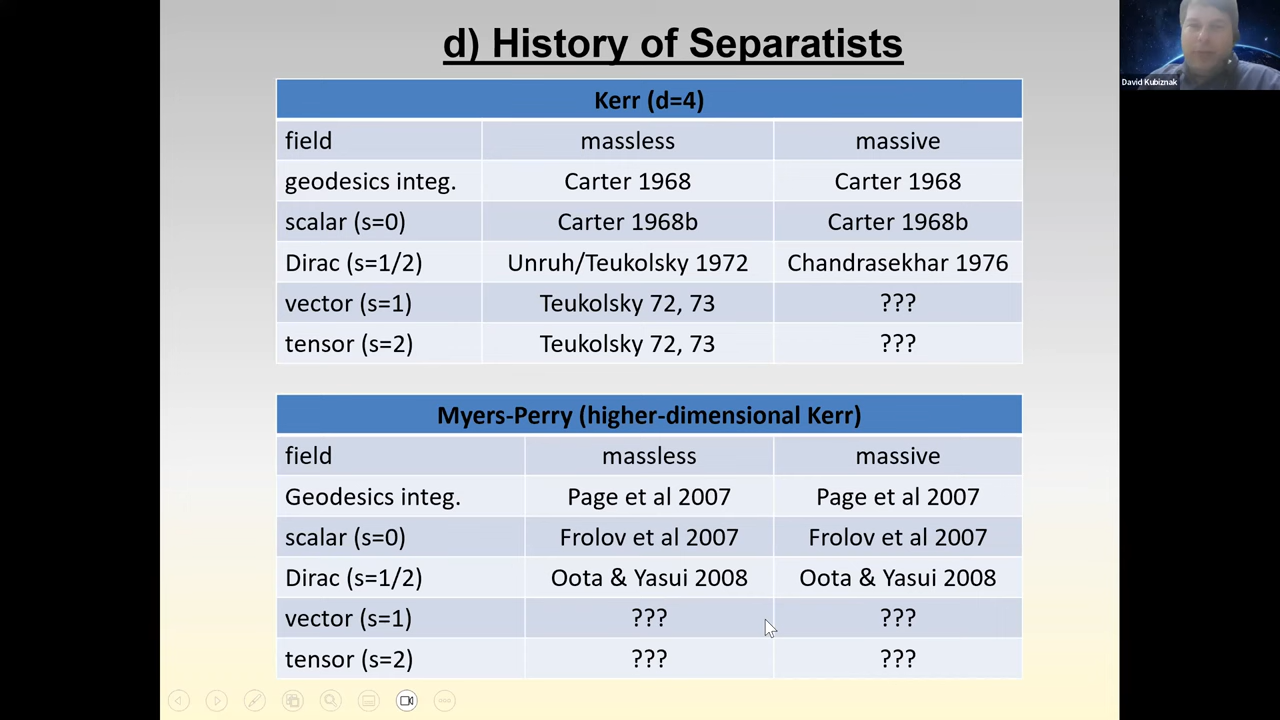 d) History of Separatists
David Kubiznak
Kerr (d=4)
field massless massive
geodesics integ. Carter 1968 Carter 1968
scalar (s=0) Carter 1968b Carter 1968b
Dirac (s=1/2) Unruh/Teukolsky 1972 Chandrasekhar 1976
vector (s=1) Teukolsky 72, 73 ???
tensor (s=2) Teukolsky 72, 73 ???
Myers-Perry (higher-dimensional Kerr)
field massless massive
Geodesics integ. Page et al 2007 Page et al 2007
scalar (s=0) Frolov et al 2007 Frolov et al 2007
Dirac (s=1/2) Oota & Yasui 2008 Oota & Yasui 2008
vector (s=1) ??? ???
tensor (s=2) ??? ???